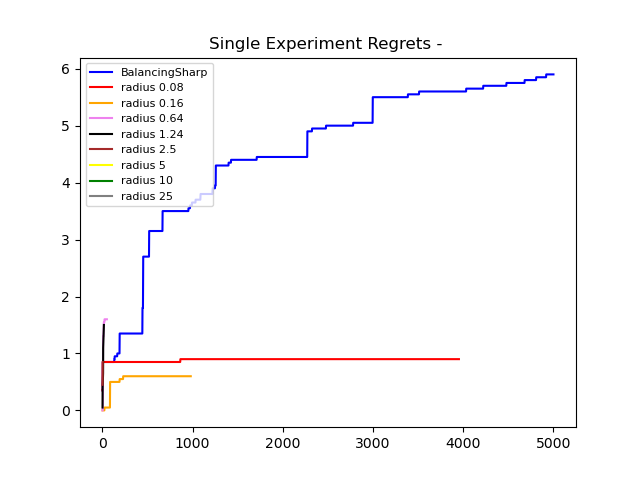 Single Experiment Regrets -
6
5
4
3
2
1
0
BalancingSharp
radius 0.08
radius 0.16
radius 0.64
radius 1.24
radius 2.5
radius 5
radius 10
radius 25
0 1000 2000 3000 4000 5000